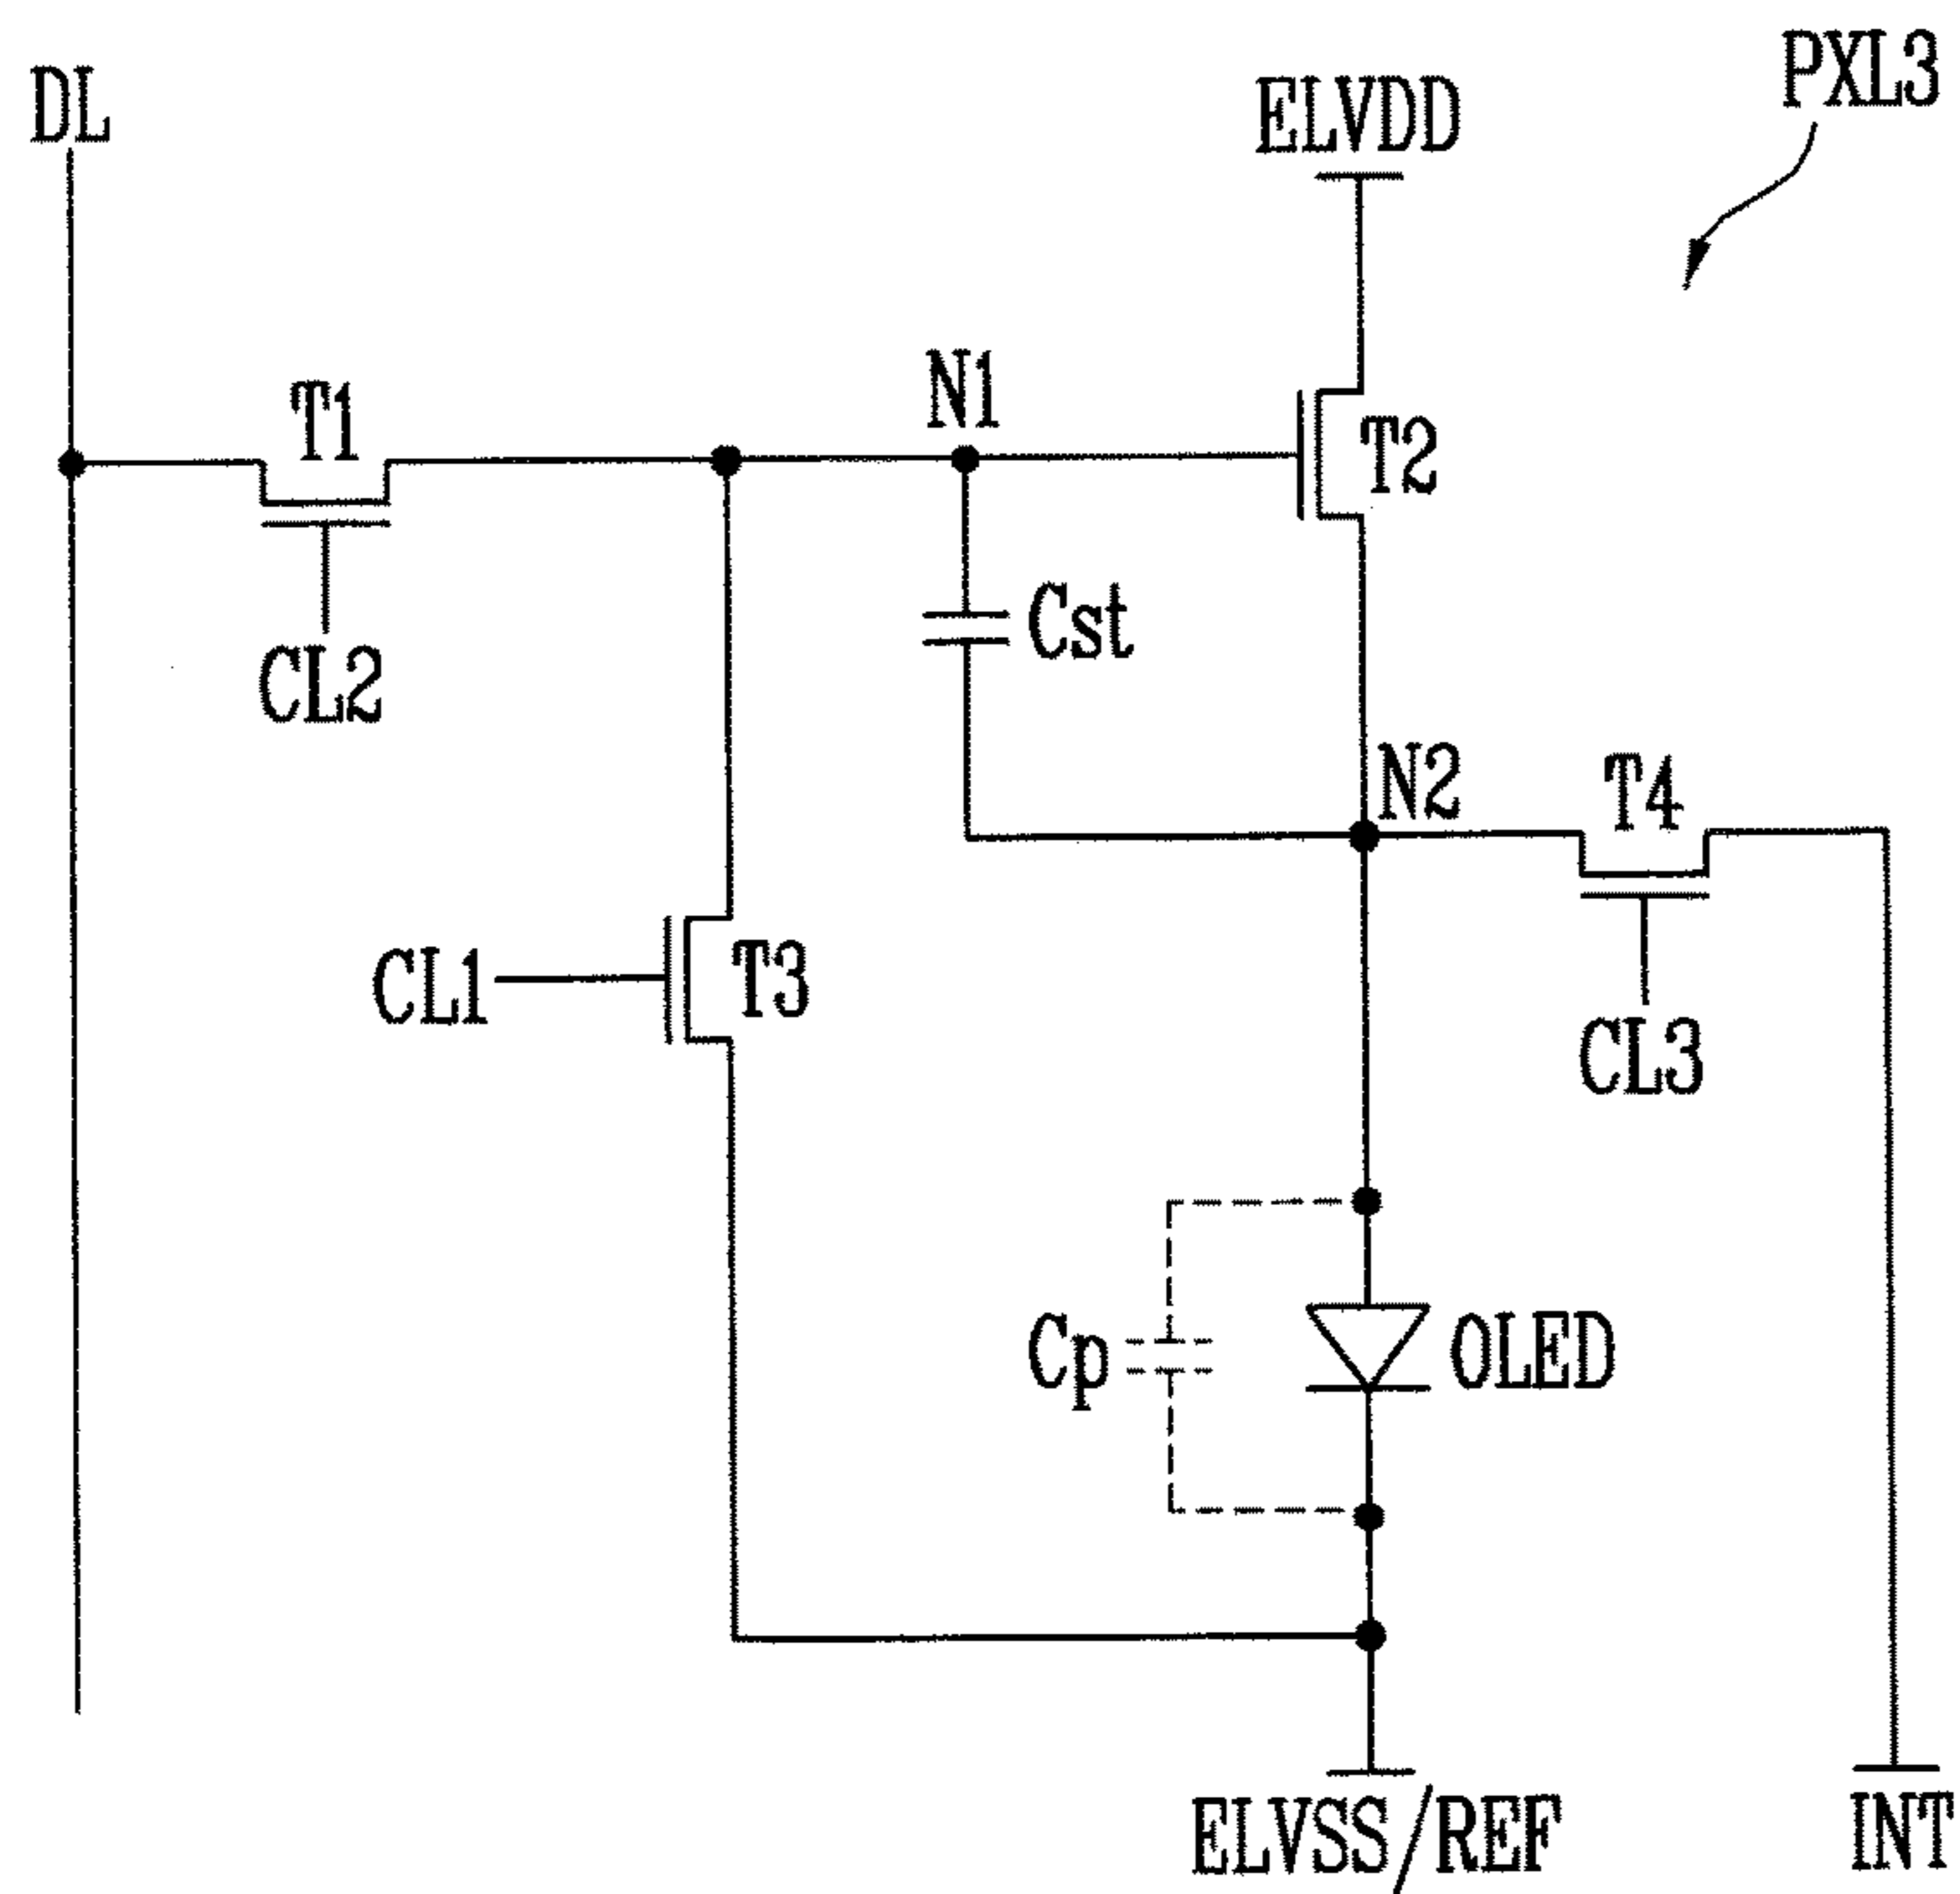 PXL3
DL
ELVDD
N1
T1
T2
Cst
CL2
N2
T4
CL1
T3
CL3
Cp
OLED
ELVSS/REF
INT